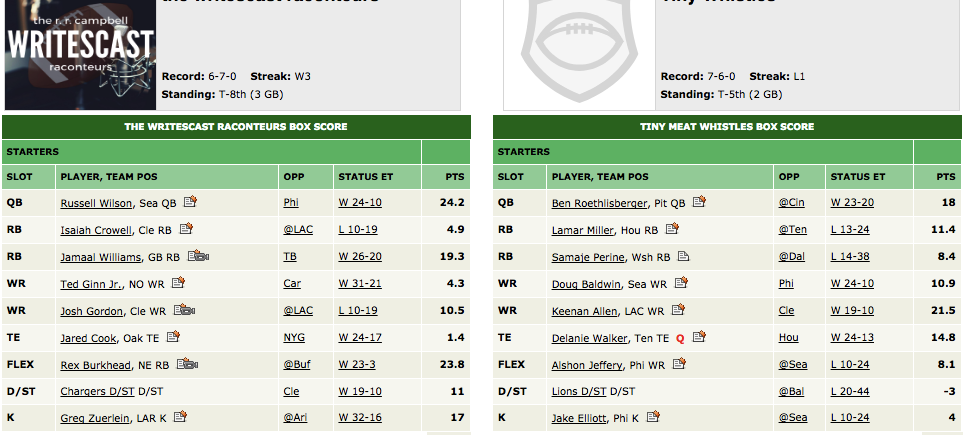 the writescast raconteurs
the r. r. campbell
WRITESCAST
raconteurs
Record: 6-7-0 Streak: W3
Standing: T-8th (3 GB)
Record: 7-6-0 Streak: L1
Standing: T-5th (2 GB)
THE WRITESCAST RACONTEURS BOX SCORE
STARTERS
SLOT PLAYER, TEAM POS OPP STATUS ET PTS
QB Russell Wilson, Sea QB Phi W 24-10 24.2
RB Isaiah Crowell, Cle RB @LAC L 10-19 4.9
RB Jamaal Williams, GB RB TB W 26-20 19.3
WR Ted Ginn Jr., NO WR Car W 31-21 4.3
WR Josh Gordon, Cle WR @LAC L 10-19 10.5
TE Jared Cook, Oak TE NYG W 24-17 1.4
FLEX Rex Burkhead, NE RB @Buf W 23-3 23.8
D/ST Chargers D/ST D/ST Cle W 19-10 11
K Greg Zuerlein, LAR K @Ari W 32-16 17
TINY MEAT WHISTLES BOX SCORE
STARTERS
SLOT PLAYER, TEAM POS OPP STATUS ET PTS
QB Ben Roethlisberger, Pit QB @Cin W 23-20 18
RB Lamar Miller, Hou RB @Ten L 13-24 11.4
RB Samaje Perine, Wsh RB @Dal L 14-38 8.4
WR Doug Baldwin, Sea WR Phi W 24-10 10.9
WR Keenan Allen, LAC WR Cle W 19-10 21.5
TE Delanie Walker, Ten TE Q Hou W 24-13 14.8
FLEX Alshon Jeffery, Phi WR @Sea L 10-24 8.1
D/ST Lions D/ST D/ST @Bal L 20-44 -3
K Jake Elliott, Phi K @Sea L 10-24 4